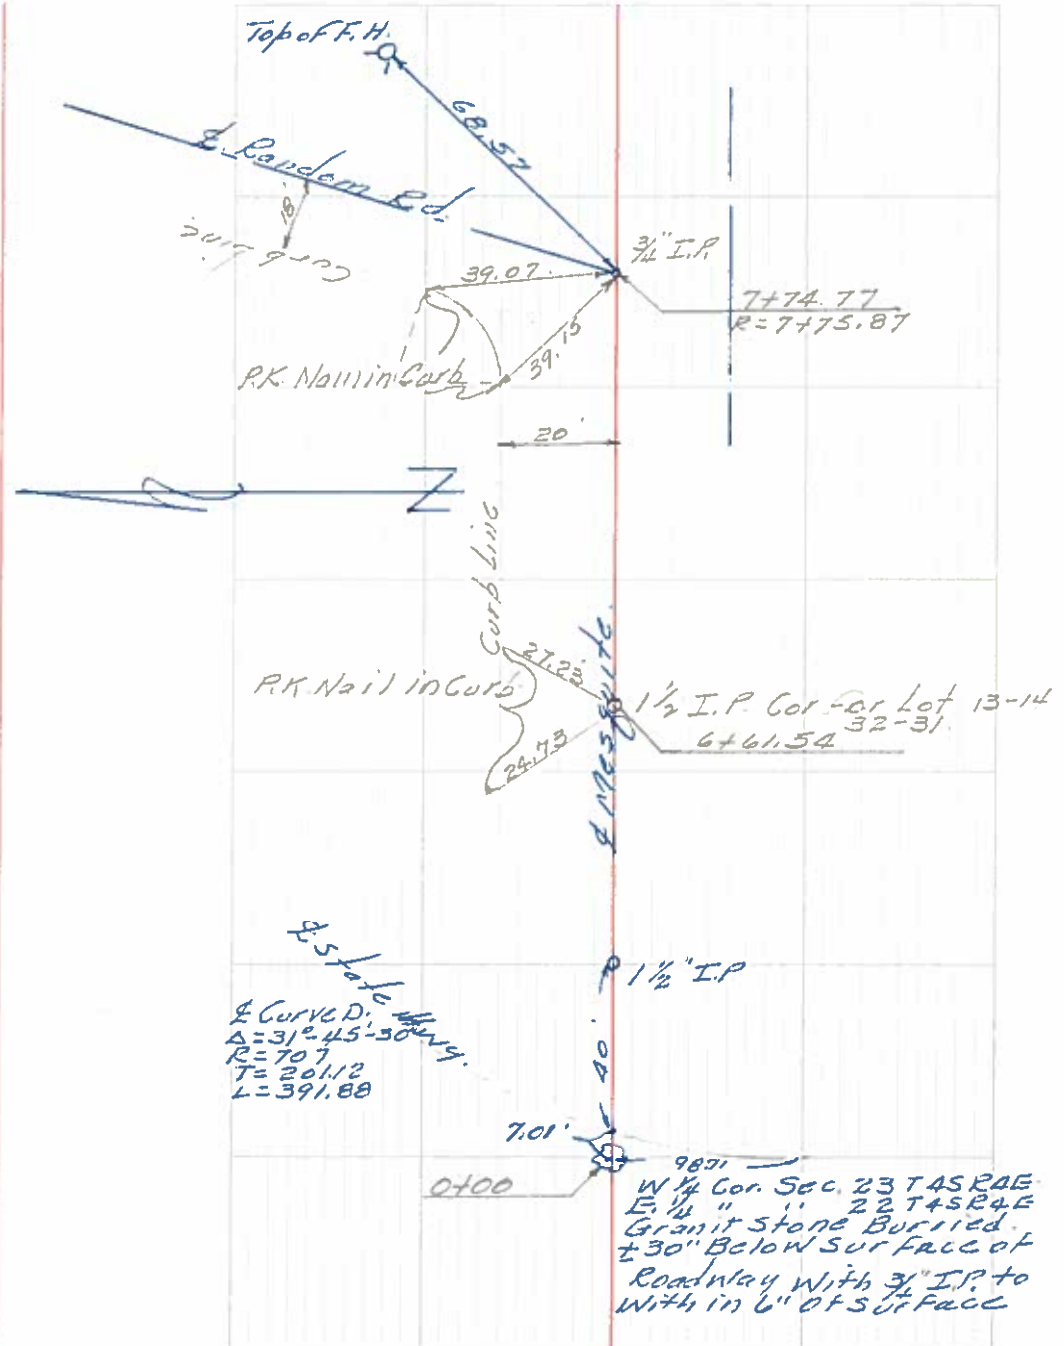 Top of F.H.
68.57
℄ Random Rd.
18'
Curb Line
3/4" I.P.
39.07
7+74.77
R=7+75.87
39.15
P.K. Nail in Curb
20'
N
Curb Line
27.23
P.K. Nail in Curb
1 1/2 I.P. Cor -or Lot 13-14
32-31
6+61.54
24.73
℄ Mesquite.
℄ State Hwy.
1 1/2" I.P
℄ Curve D.
Δ=31°-45'-30"
R=707
T=201.12
L=391.88
40'
7.01'
0+00
9871
W 1/4 Cor. Sec. 23 T4S R4E
E. 1/4 " " 22 T4S R4E
Granit Stone Burried
±30" Below Surface of
Roadway With 3/4" I.P. to
With in 6" Of Surface